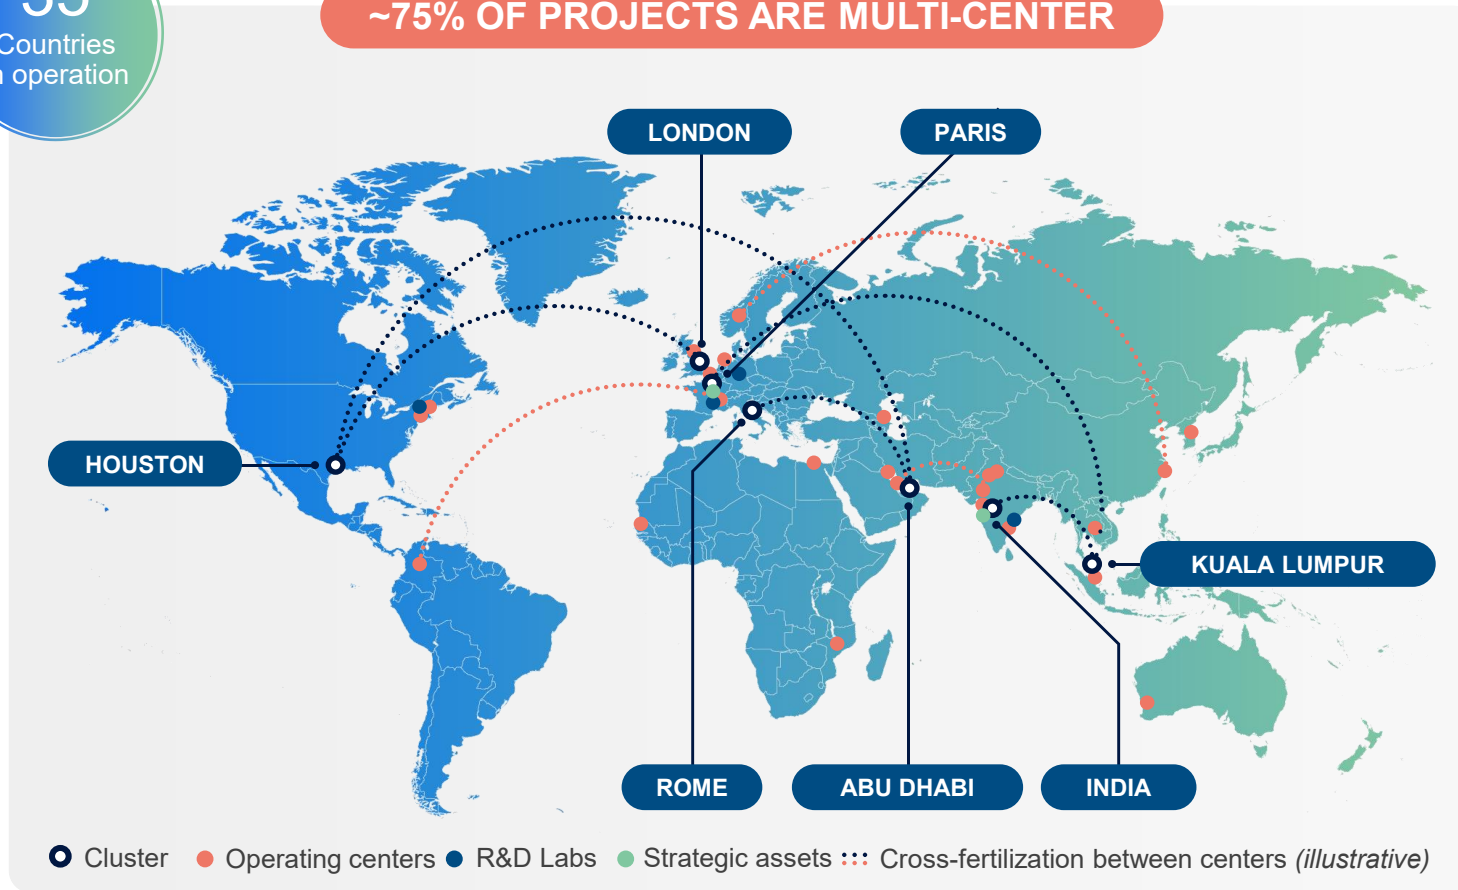 ~75% OF PROJECTS ARE MULTI-CENTER
Countries
operation
LONDON
PARIS
HOUSTON
KUALA LUMPUR
ROME
ABU DHABI
INDIA
Cluster
Operating centers
R&D Labs
Strategic assets
Cross-fertilization between centers (illustrative)